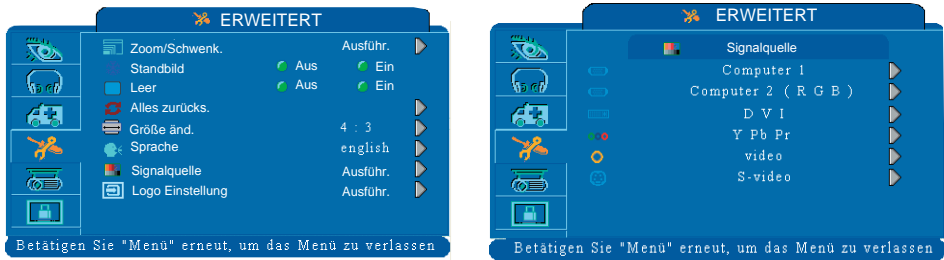 ERWEITERT
Zoom/Schwenk. Ausführ.
Standbild Aus Ein
Leer Aus Ein
Alles zurücks.
Größe änd. 4 : 3
Sprache english
Signalquelle Ausführ.
Logo Einstellung Ausführ.
Betätigen Sie "Menü" erneut, um das Menü zu verlassen
ERWEITERT
Signalquelle
Computer 1
Computer 2 ( R G B )
D V I
Y Pb Pr
video
S-video
Betätigen Sie "Menü" erneut, um das Menü zu verlassen